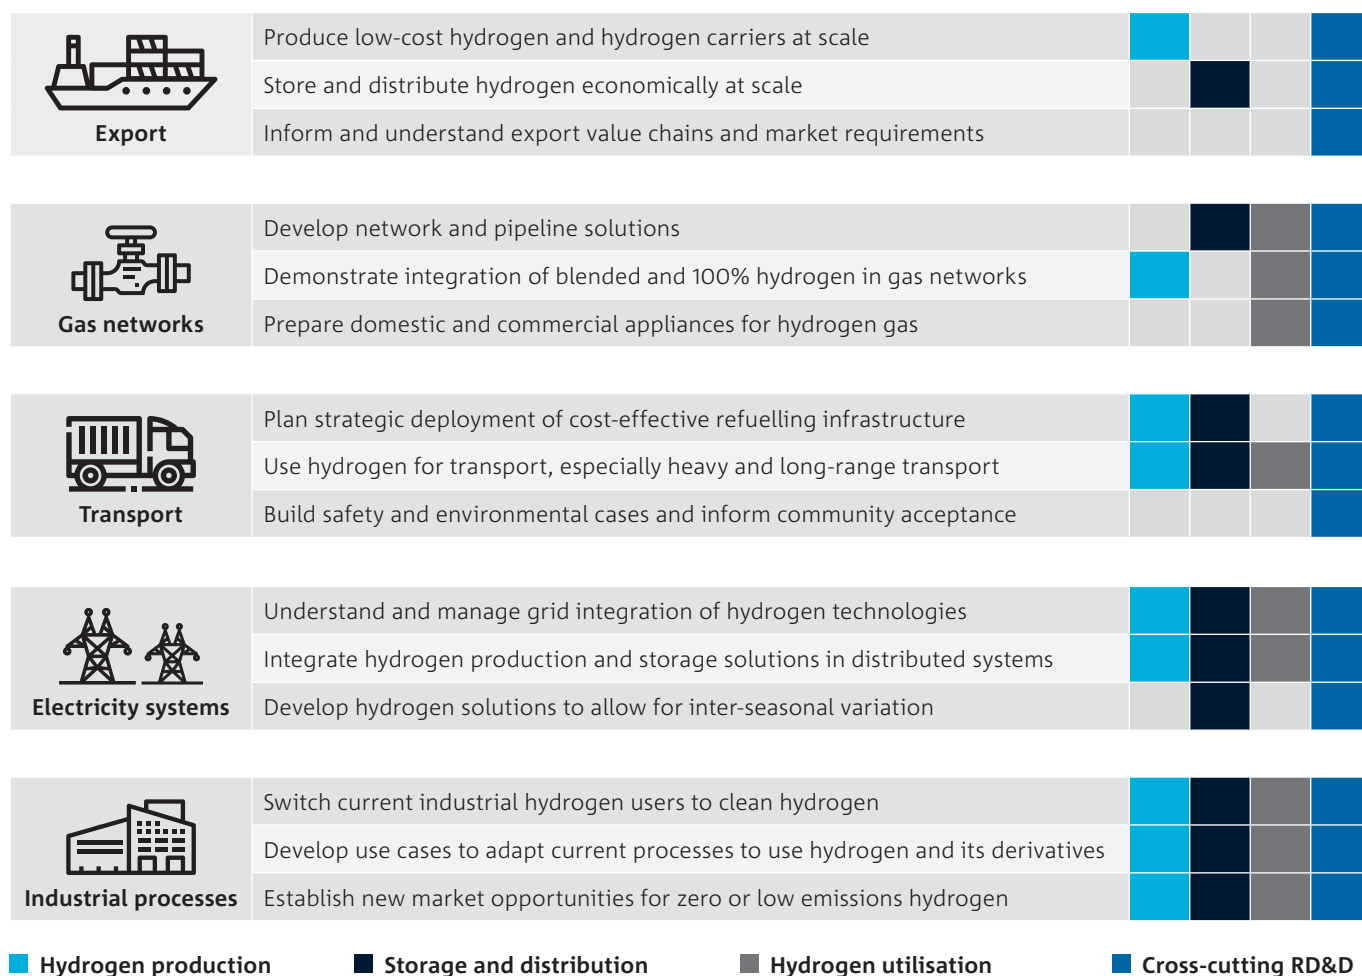 Produce low-cost hydrogen and hydrogen carriers at scale
Store and distribute hydrogen economically at scale
Export
Inform and understand export value chains and market requirements
Develop network and pipeline solutions
Demonstrate integration of blended and 100% hydrogen in gas networks
Gas networks
Prepare domestic and commercial appliances for hydrogen gas
Plan strategic deployment of cost-effective refuelling infrastructure
Use hydrogen for transport, especially heavy and long-range transport
Transport
Build safety and environmental cases and inform community acceptance
Understand and manage grid integration of hydrogen technologies
Integrate hydrogen production and storage solutions in distributed systems
Electricity systems
Develop hydrogen solutions to allow for inter-seasonal variation
Switch current industrial hydrogen users to clean hydrogen
Develop use cases to adapt current processes to use hydrogen and its derivatives
Industrial processes
Establish new market opportunities for zero or low emissions hydrogen
Hydrogen production
Storage and distribution
Hydrogen utilisation
Cross-cutting RD&D